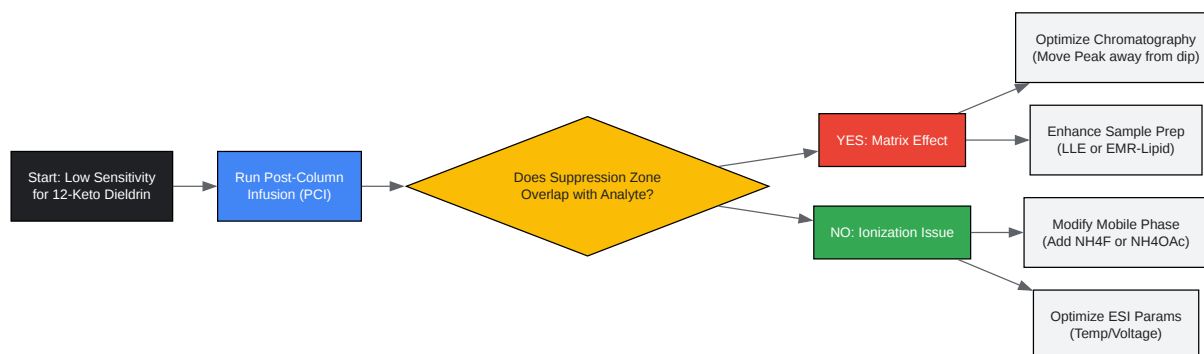 Start: Low Sensitivity
for 12-Keto Dieldrin
Run Post-Column
Infusion (PCI)
Does Suppression Zone
Overlap with Analyte?
YES: Matrix Effect
NO: Ionization Issue
Optimize Chromatography
(Move Peak away from dip)
Enhance Sample Prep
(LLE or EMR-Lipid)
Modify Mobile Phase
(Add NH4F or NH4OAc)
Optimize ESI Params
(Temp/Voltage)